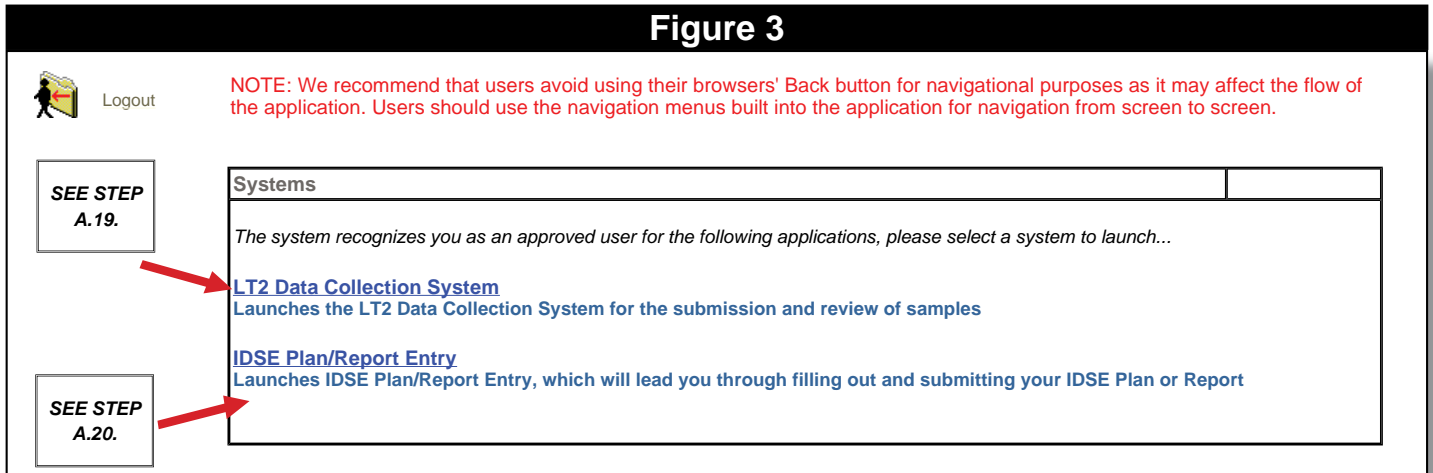 Figure 3
Logout
NOTE: We recommend that users avoid using their browsers' Back button for navigational purposes as it may affect the flow of
the application. Users should use the navigation menus built into the application for navigation from screen to screen.
SEE STEP
A.19.
Systems
The system recognizes you as an approved user for the following applications, please select a system to launch...
LT2 Data Collection System
Launches the LT2 Data Collection System for the submission and review of samples
IDSE Plan/Report Entry
Launches IDSE Plan/Report Entry, which will lead you through filling out and submitting your IDSE Plan or Report
SEE STEP
A.20.